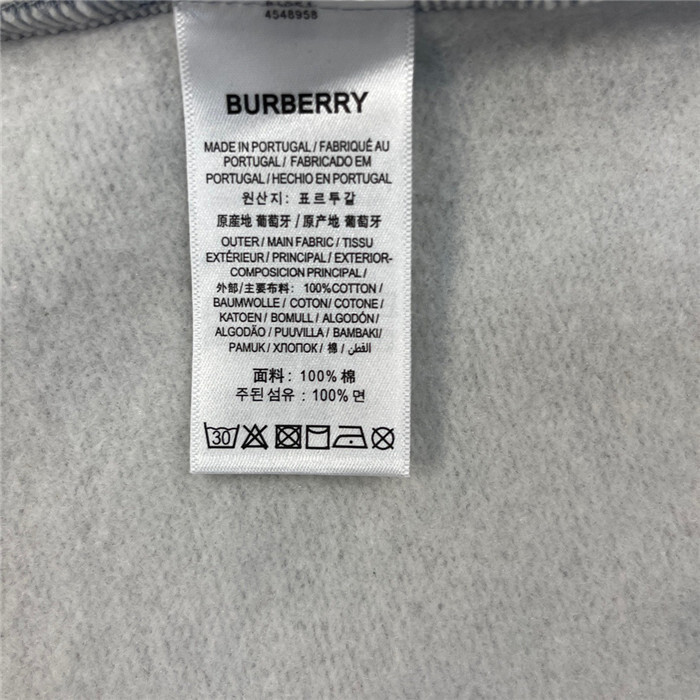 4548958
BURBERRY
MADE IN PORTUGAL / FABRIQUÉ AU
PORTUGAL / FABRICADO EM
PORTUGAL / HECHIO EN PORTUGAL
원산지: 포르투갈
原産地 葡萄牙 / 原产地 葡萄牙
OUTER / MAIN FABRIC / TISSU
EXTÉRIEUR / PRINCIPAL / EXTERIOR-
COMPOSICION PRINCIPAL /
外部/主要布料: 100%COTTON /
BAUMWOLLE / COTON/ COTONE /
KATOEN / BOMULL / ALGODÓN /
ALGODÃO / PUUVILLA / BAMBAKI/
PAMUK / ХЛОПОК / 棉 / القطن /
面料: 100% 棉
주된섬유 : 100% 면
30